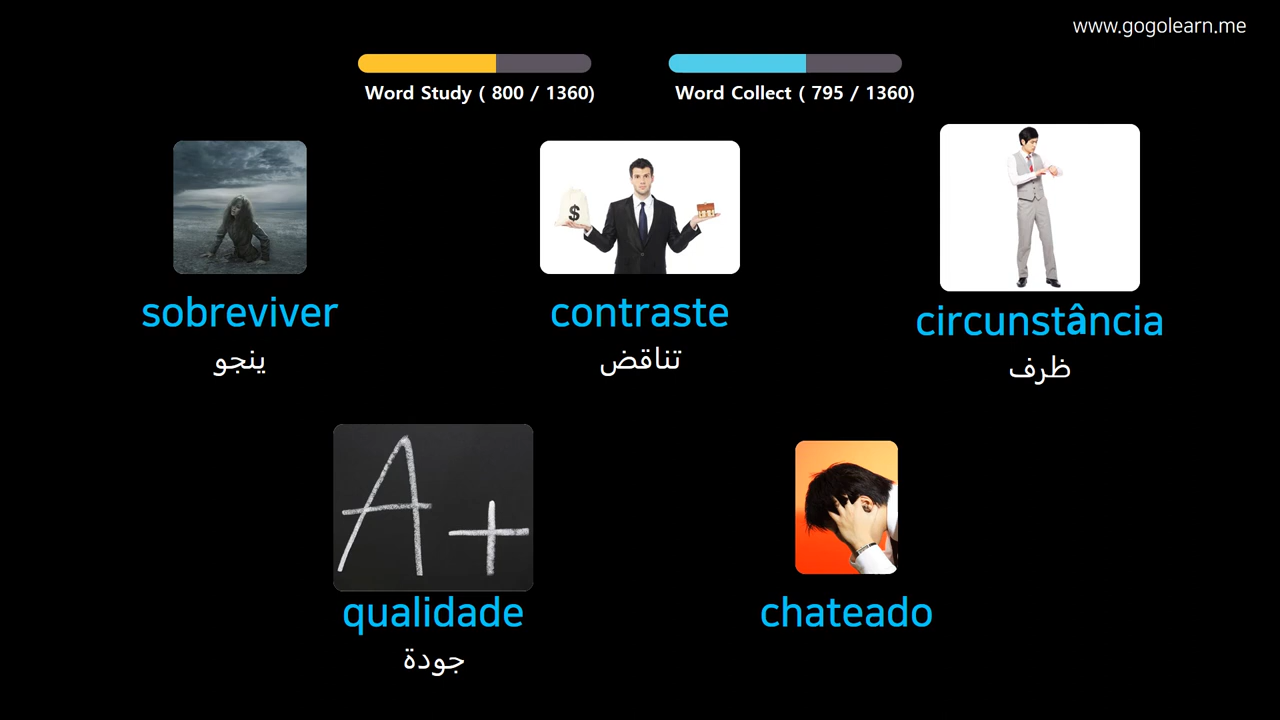 www.gogolearn.me
Word Study ( 800 / 1360)
Word Collect ( 795 / 1360)
$
sobreviver
ينجو
contraste
تناقض
circunstância
ظرف
A+
qualidade
جودة
chateado